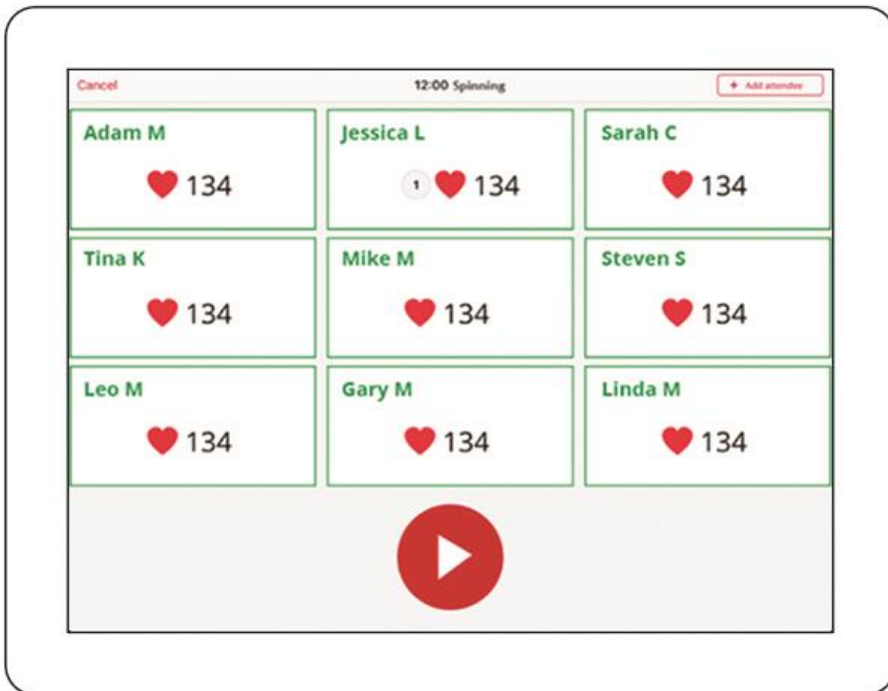 Cancel
12:00 Spinning
+ Add attendee
Adam M
134
Jessica L
1 134
Sarah C
134
Tina K
134
Mike M
134
Steven S
134
Leo M
134
Gary M
134
Linda M
134